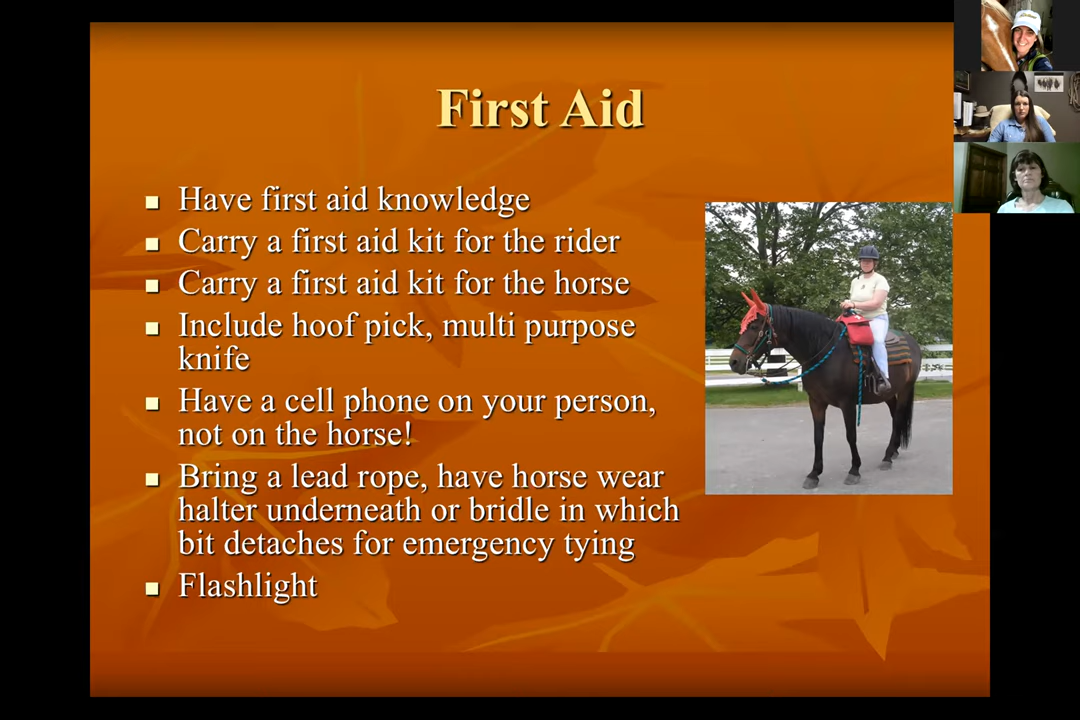 First Aid
Have first aid knowledge
Carry a first aid kit for the rider
Carry a first aid kit for the horse
Include hoof pick, multi purpose
knife
Have a cell phone on your person,
not on the horse!
Bring a lead rope, have horse wear
halter underneath or bridle in which
bit detaches for emergency tying
Flashlight